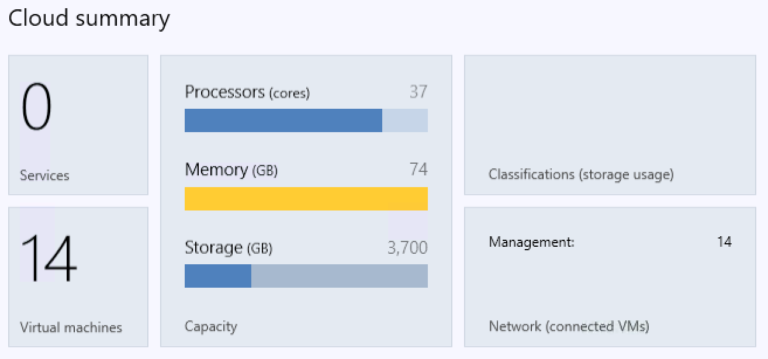 Cloud summary
0
Services
14
Virtual machines
Processors (cores) 37
Memory (GB) 74
Storage (GB) 3,700
Capacity
Classifications (storage usage)
Management: 14
Network (connected VMs)